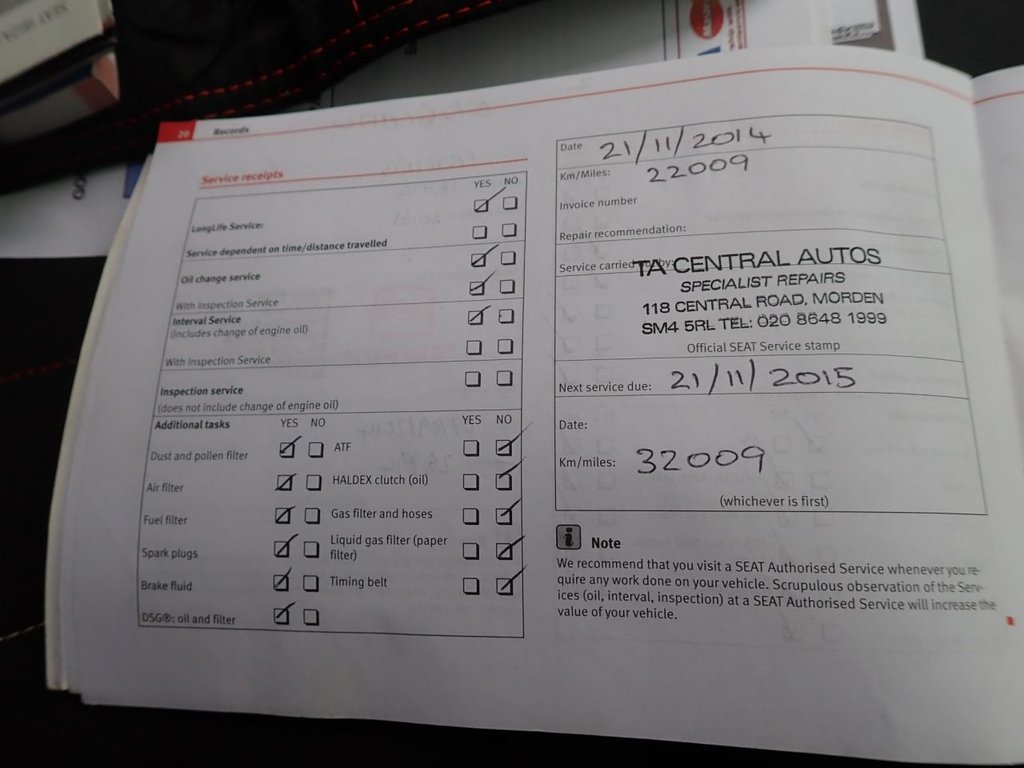 SEAT IBIZA
20 Records
Service receipts
YES NO
LongLife Service:
Service dependent on time/distance travelled
Oil change service
With Inspection Service
Interval Service
(includes change of engine oil)
With Inspection Service
Inspection service
(does not include change of engine oil)
Additional tasks YES NO YES NO
Dust and pollen filter ATF
Air filter HALDEX clutch (oil)
Fuel filter Gas filter and hoses
Spark plugs Liquid gas filter (paper
filter)
Brake fluid Timing belt
DSG®: oil and filter
Date 21/11/2014
Km/Miles: 22009
Invoice number
Repair recommendation:
Service carried by:
TA CENTRAL AUTOS
SPECIALIST REPAIRS
118 CENTRAL ROAD, MORDEN
SM4 5RL TEL: 020 8648 1999
Official SEAT Service stamp
Next service due: 21/11/2015
Date:
Km/miles: 32009
(whichever is first)
i Note
We recommend that you visit a SEAT Authorised Service whenever you re-
quire any work done on your vehicle. Scrupulous observation of the Serv-
ices (oil, interval, inspection) at a SEAT Authorised Service will increase the
value of your vehicle.